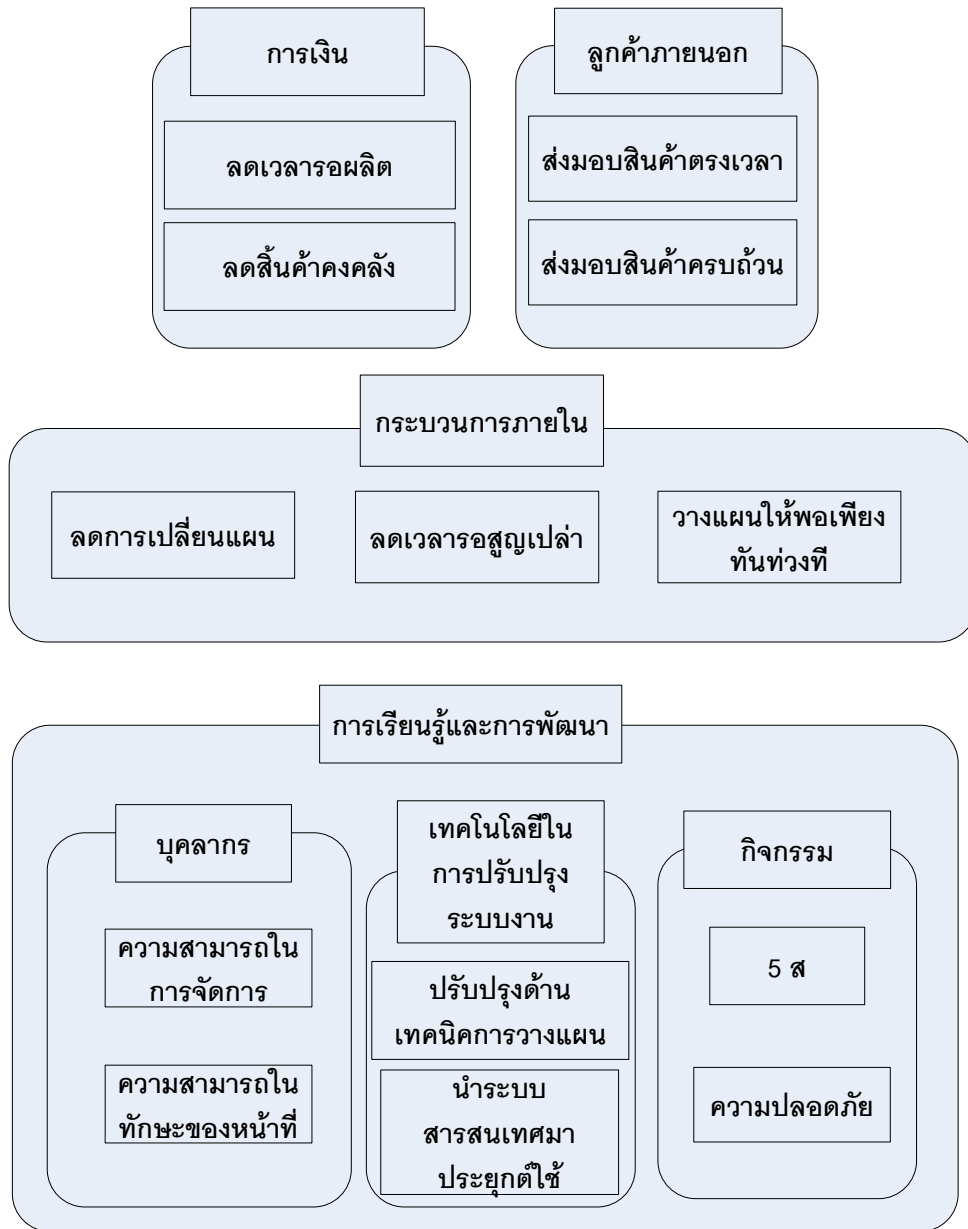 การเงิน
ลดเวลารอผลิต
ลดสิ้นค้าคงคลัง
ลูกค้าภายนอก
ส่งมอบสินค้าตรงเวลา
ส่งมอบสินค้าครบถ้วน
กระบวนการภายใน
ลดการเปลี่ยนแผน
ลดเวลารอสูญเปล่า
วางแผนให้พอเพียง
ทันท่วงที
การเรียนรู้และการพัฒนา
บุคลากร
ความสามารถใน
การจัดการ
ความสามารถใน
ทักษะของหน้าที่
เทคโนโลยีใน
การปรับปรุง
ระบบงาน
ปรับปรุงด้าน
เทคนิคการวางแผน
นำระบบ
สารสนเทศมา
ประยุกต์ใช้
กิจกรรม
5 ส
ความปลอดภัย